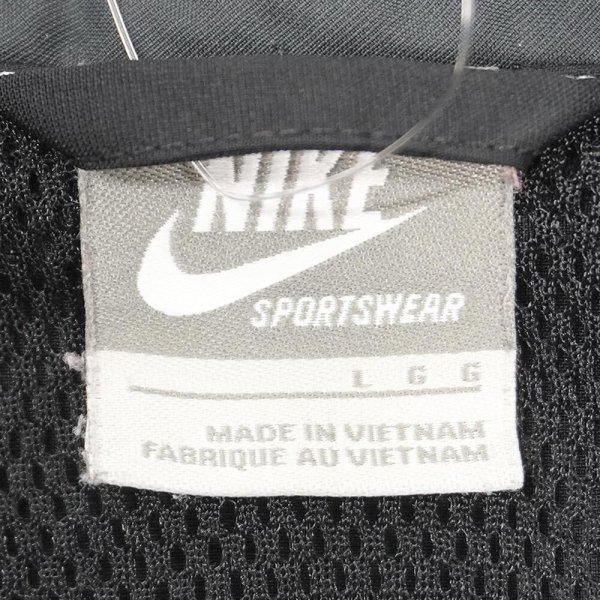 NIKE
SPORTSWEAR
L G G
MADE IN VIETNAM
FABRIQUE AU VIETNAM